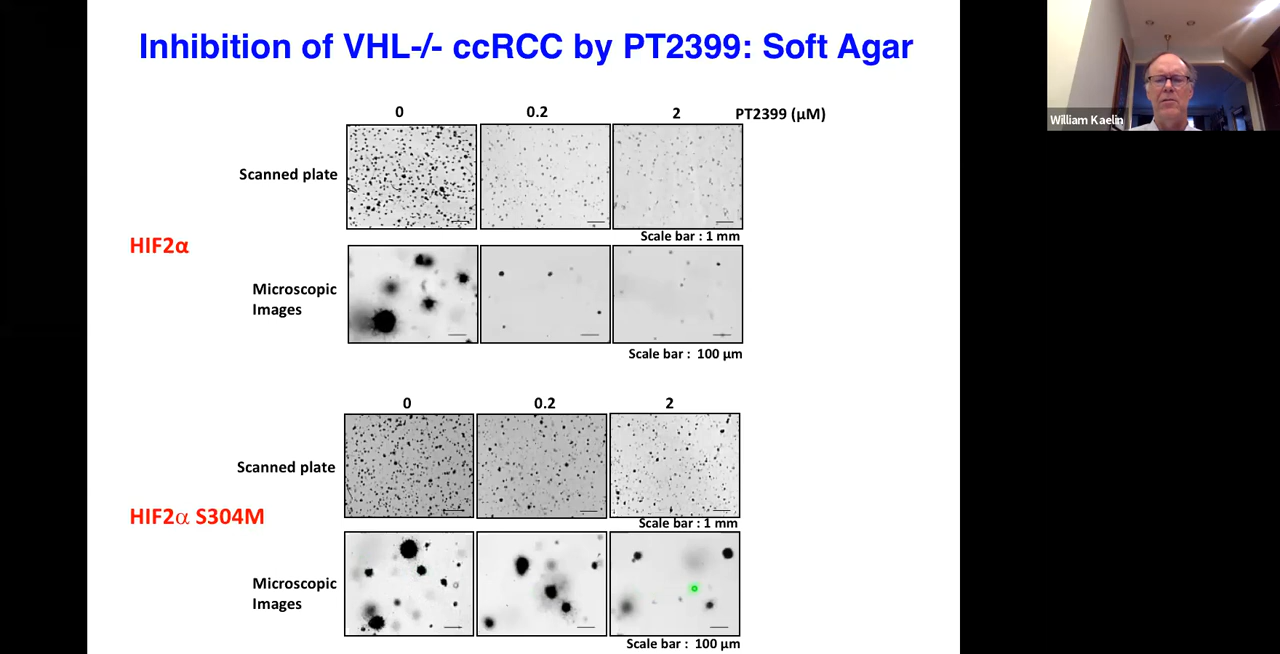 Inhibition of VHL-/- ccRCC by PT2399: Soft Agar
William Kaelin
0 0.2 2 PT2399 (µM)
Scanned plate
Scale bar : 1 mm
HIF2α
Microscopic
Images
Scale bar : 100 µm
0 0.2 2
Scanned plate
HIF2α S304M
Scale bar : 1 mm
Microscopic
Images
Scale bar : 100 µm